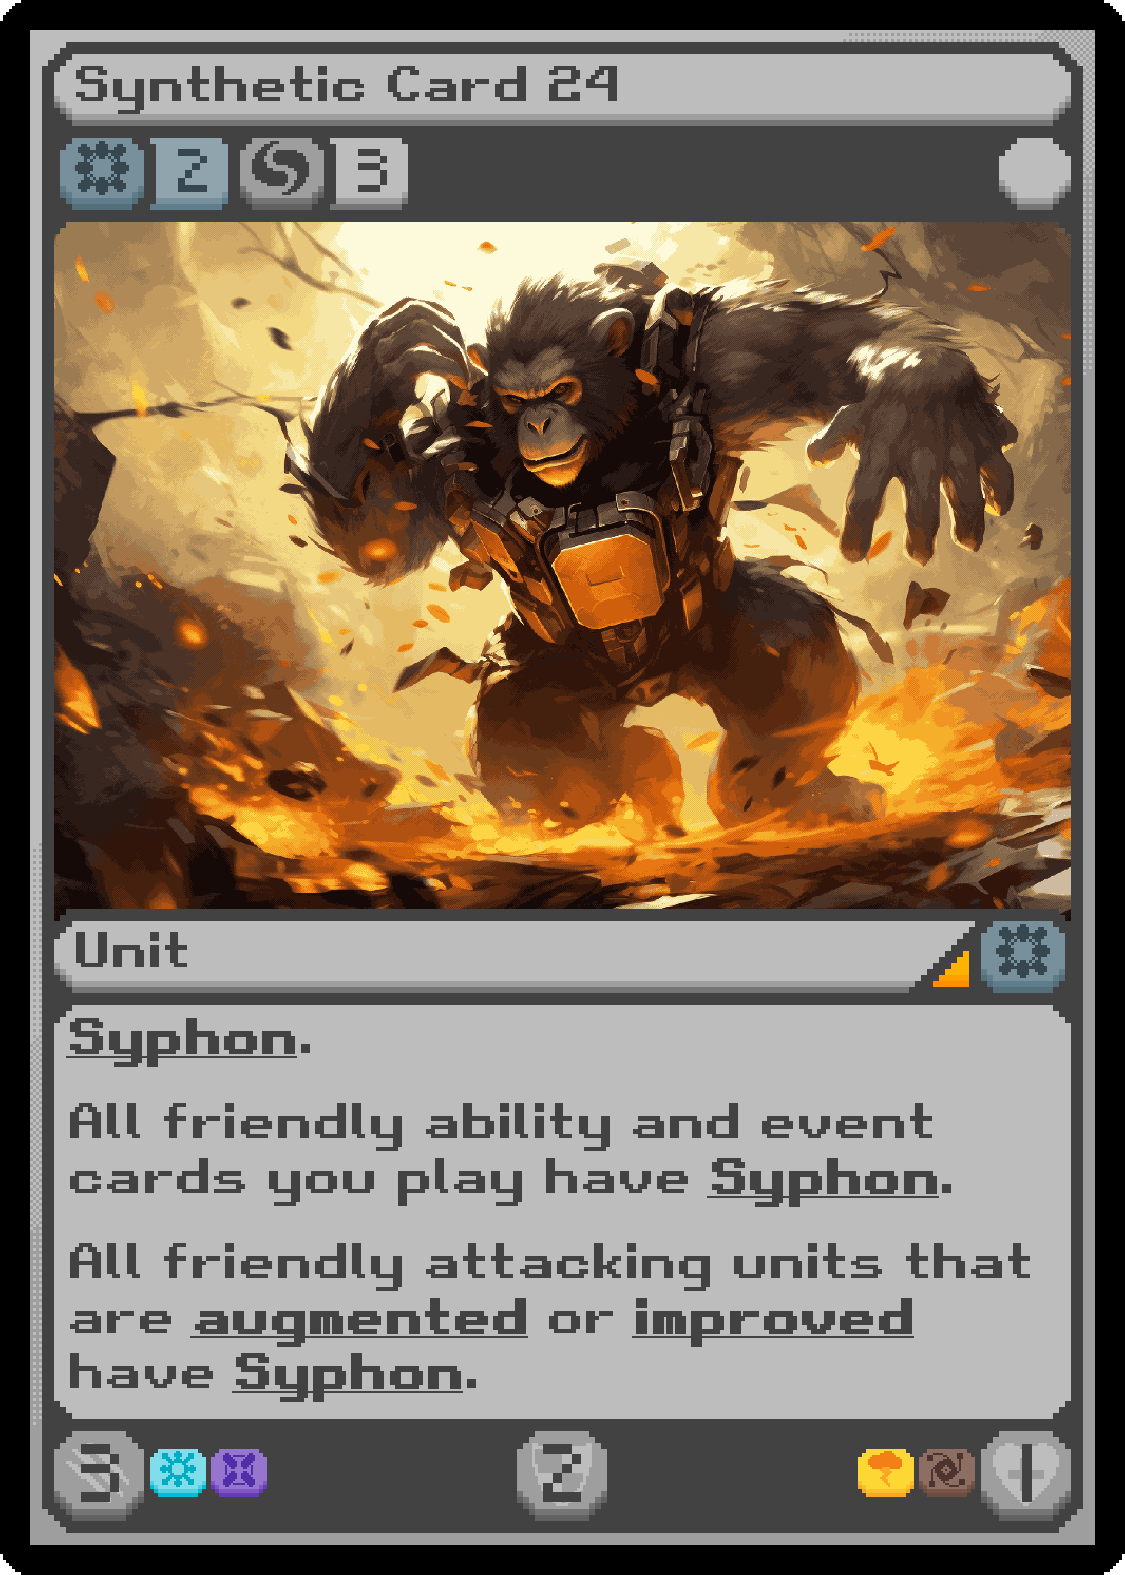 Synthetic Card 24
2 3
Unit
Syphon.
All friendly ability and event
cards you play have Syphon.
All friendly attacking units that
are augmented or improved
have Syphon.
3 2 1